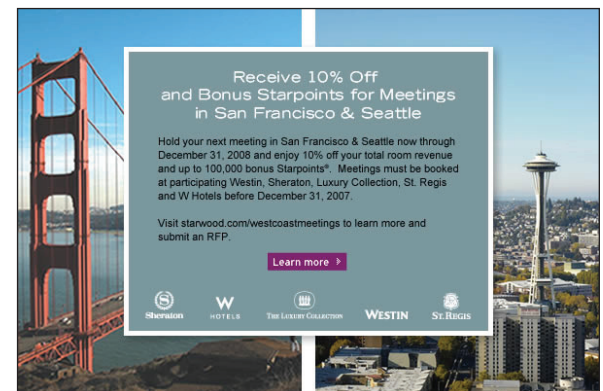 Receive 10% Off
and Bonus Starpoints for Meetings
in San Francisco & Seattle
Hold your next meeting in San Francisco & Seattle now through
December 31, 2008 and enjoy 10% off your total room revenue
and up to 100,000 bonus Starpoints®. Meetings must be booked
at participating Westin, Sheraton, Luxury Collection, St. Regis
and W Hotels before December 31, 2007.
Visit starwood.com/westcoastmeetings to learn more and
submit an RFP.
Learn more
S
Sheraton
W
HOTELS
THE LUXURY COLLECTION
WESTIN
ST. REGIS